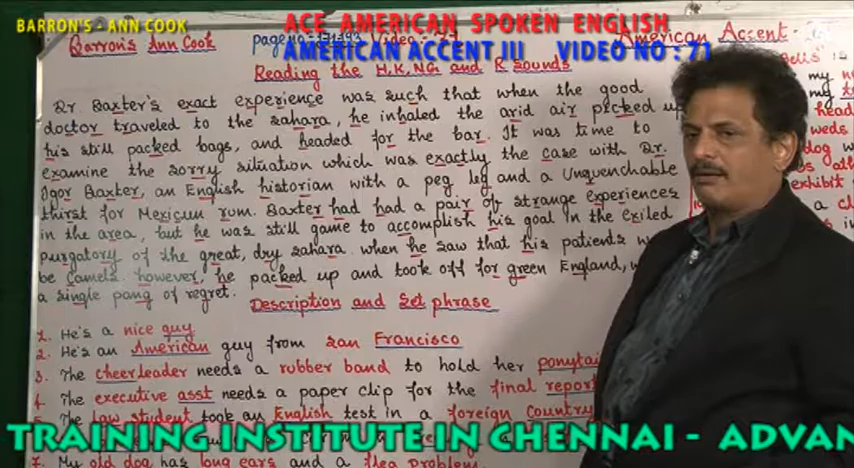 BARRON'S - ANN COOK
ACE AMERICAN SPOKEN ENGLISH
AMERICAN ACCENT III VIDEO NO : 71
Barron's Ann Cook
American Accent -
Reading the H,K,NG and R sounds
Dr. Baxter's exact experience was such that when the good
doctor traveled to the sahara, he inhaled the arid air picked up
his still packed bags, and headed for the bar. It was time to
examine the sorry situation which was exactly the case with Dr.
Igor Baxter, an English historian with a peg leg and a Unquenchable
thirst for Mexican rum. Baxter had had a pair of strange experiences
in the area, but he was still game to accomplish his goal in the exiled
purgatory of the great, dry sahara. when he saw that his patients
be Camels. however, he packed up and took off for green England,
a single pang of regret.
Description and Set phrase
1. He's a nice guy
2. He's an American guy from san Francisco
3. The cheerleader needs a rubber band to hold her
4. The executive asst needs a paper clip for the final report
5. The law student took an English test in a foreign country
TRAINING INSTITUTE IN CHENNAI -
7. My old dog has long ears and a flea problem.